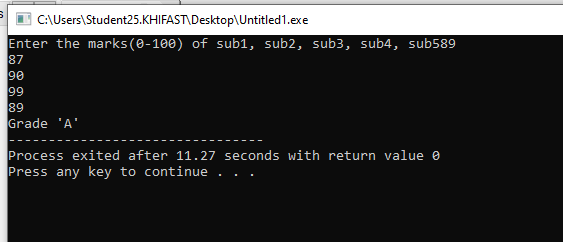 C:\Users\Student25.KHIFAST\Desktop\Untitled1.exe
Enter the marks(0-100) of sub1, sub2, sub3, sub4, sub589
87
90
99
89
Grade 'A'
--------------------------------
Process exited after 11.27 seconds with return value 0
Press any key to continue . . .